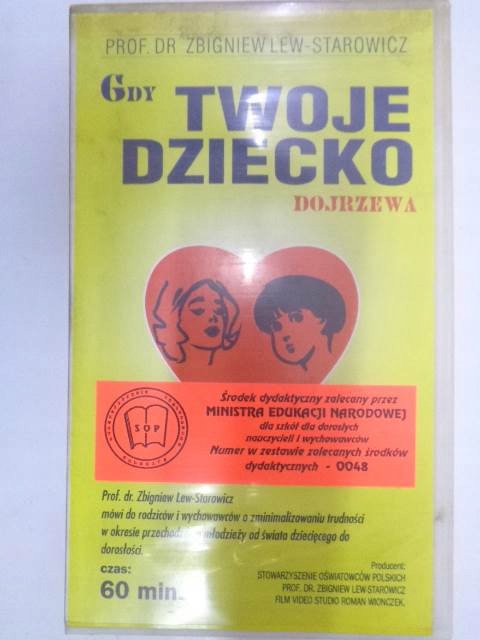 PROF. DR ZBIGNIEW LEW-STAROWICZ
GDY TWOJE
DZIECKO
DOJRZEWA
SOP
Środek dydaktyczny zalecany przez
MINISTRA EDUKACJI NARODOWEJ
dla szkół dla dorosłych
nauczycieli i wychowawców
Numer w zestawie zalecanych środków
dydaktycznych - 0048
Prof. dr. Zbigniew Lew-Starowicz
mówi do rodziców i wychowawców o zminimalizowaniu trudności
w okresie młodzieży od świata dziecięcego do
dorosłości.
czas:
60 min.
Producent:
STOWARZYSZENIE OŚWIATOWCÓW POLSKICH
PROF. DR. ZBIGNIEW LEW-STAROWICZ
FILM VIDEO STUDIO ROMAN WIONCZEK.